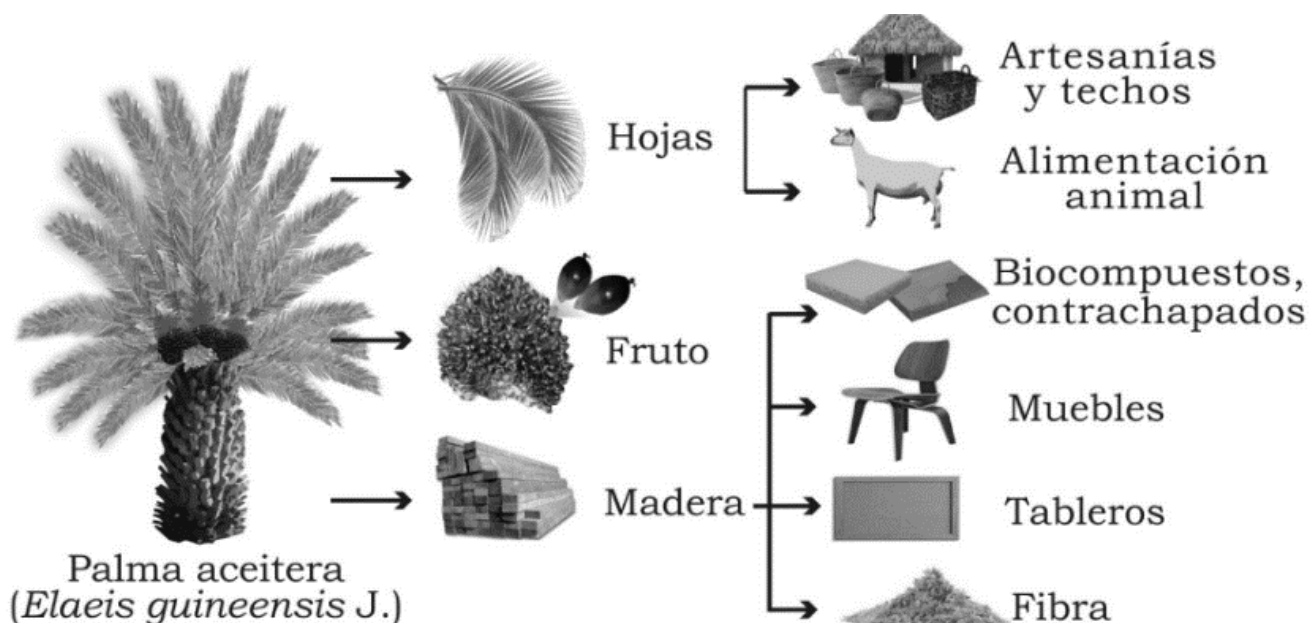 Palma aceitera
(Elaeis guineensis J.)
Hojas
Fruto
Madera
Artesanías
y techos
Alimentación
animal
Biocompuestos,
contrachapados
Muebles
Tableros
Fibra